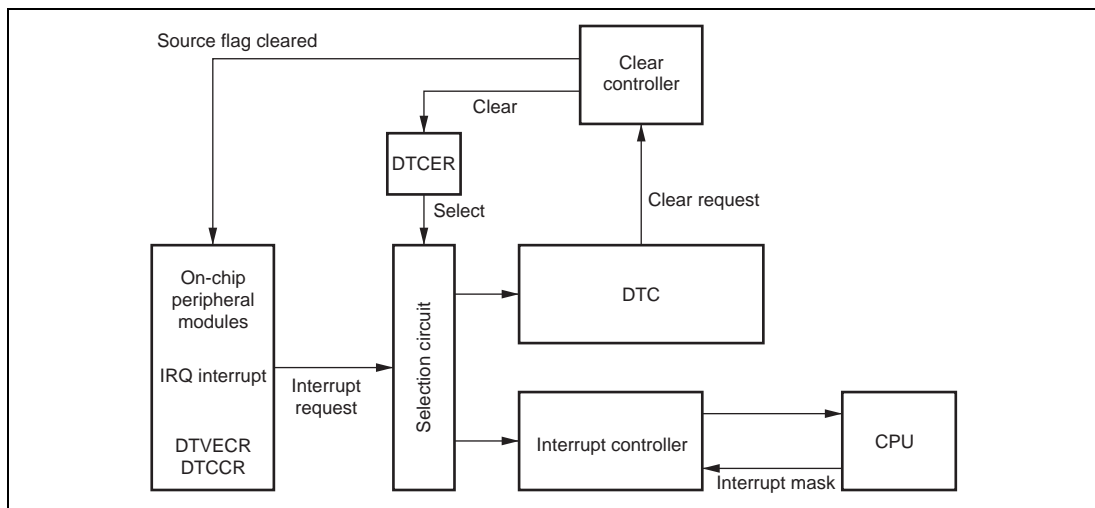 Source flag cleared
Clear
controller
Clear
DTCER
Select
Clear request
On-chip
peripheral
modules
IRQ interrupt
DTVECR
DTCCR
Interrupt
request
Selection circuit
DTC
Interrupt controller
CPU
Interrupt mask